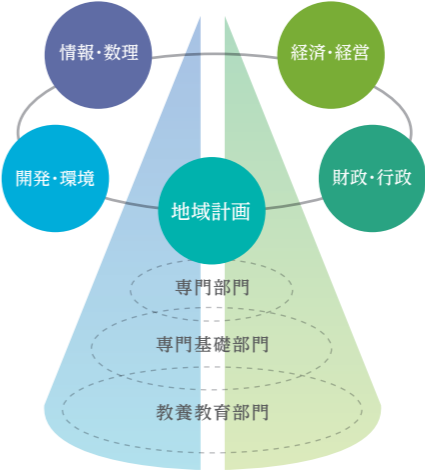 情報・数理
経済・経営
開発・環境
財政・行政
地域計画
専門部門
専門基礎部門
教養教育部門